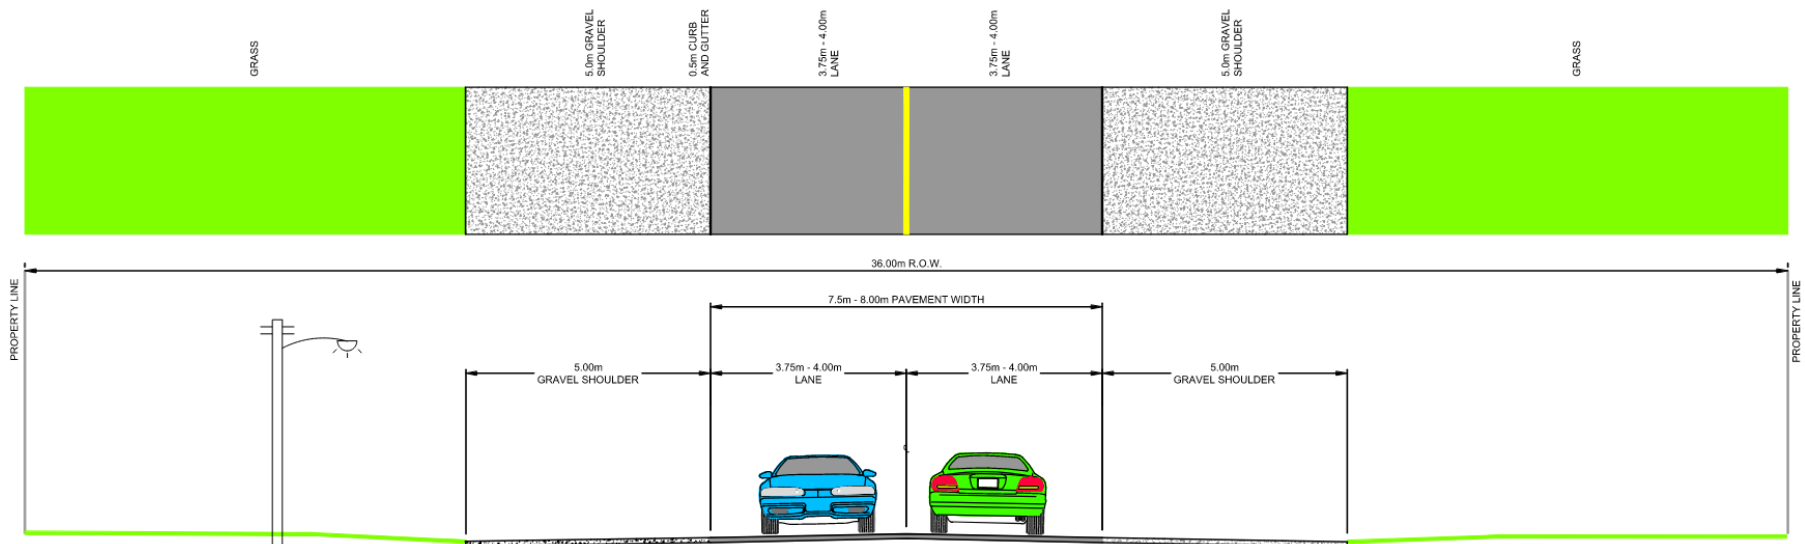 GRASS
5.0m GRAVEL
SHOULDER
0.5m CURB
AND GUTTER
3.75m - 4.00m
LANE
3.75m - 4.00m
LANE
5.0m GRAVEL
SHOULDER
GRASS
36.00m R.O.W.
PROPERTY LINE
PROPERTY LINE
7.5m - 8.00m PAVEMENT WIDTH
5.00m
GRAVEL SHOULDER
3.75m - 4.00m
LANE
3.75m - 4.00m
LANE
5.00m
GRAVEL SHOULDER